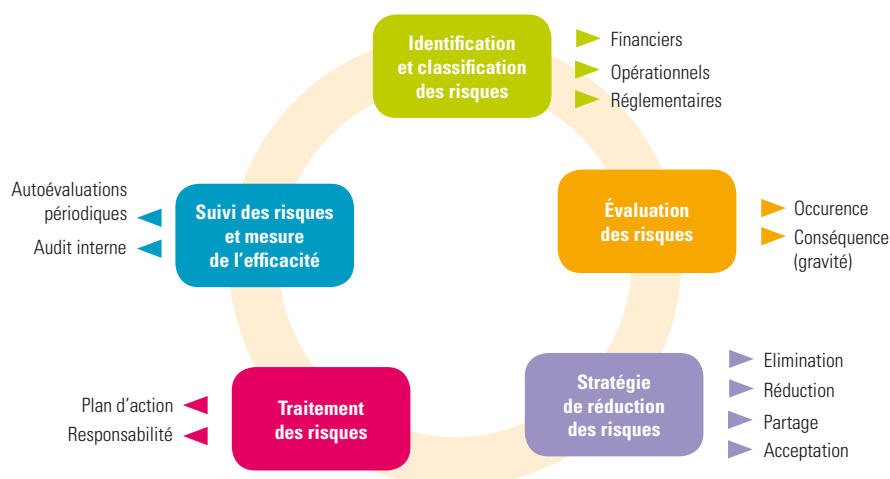 Identification
et classification
des risques
Financiers
Opérationnels
Réglementaires
Évaluation
des risques
Occurence
Conséquence
(gravité)
Stratégie
de réduction
des risques
Elimination
Réduction
Partage
Acceptation
Traitement
des risques
Plan d’action
Responsabilité
Suivi des risques
et mesure
de l’efficacité
Autoévaluations
périodiques
Audit interne